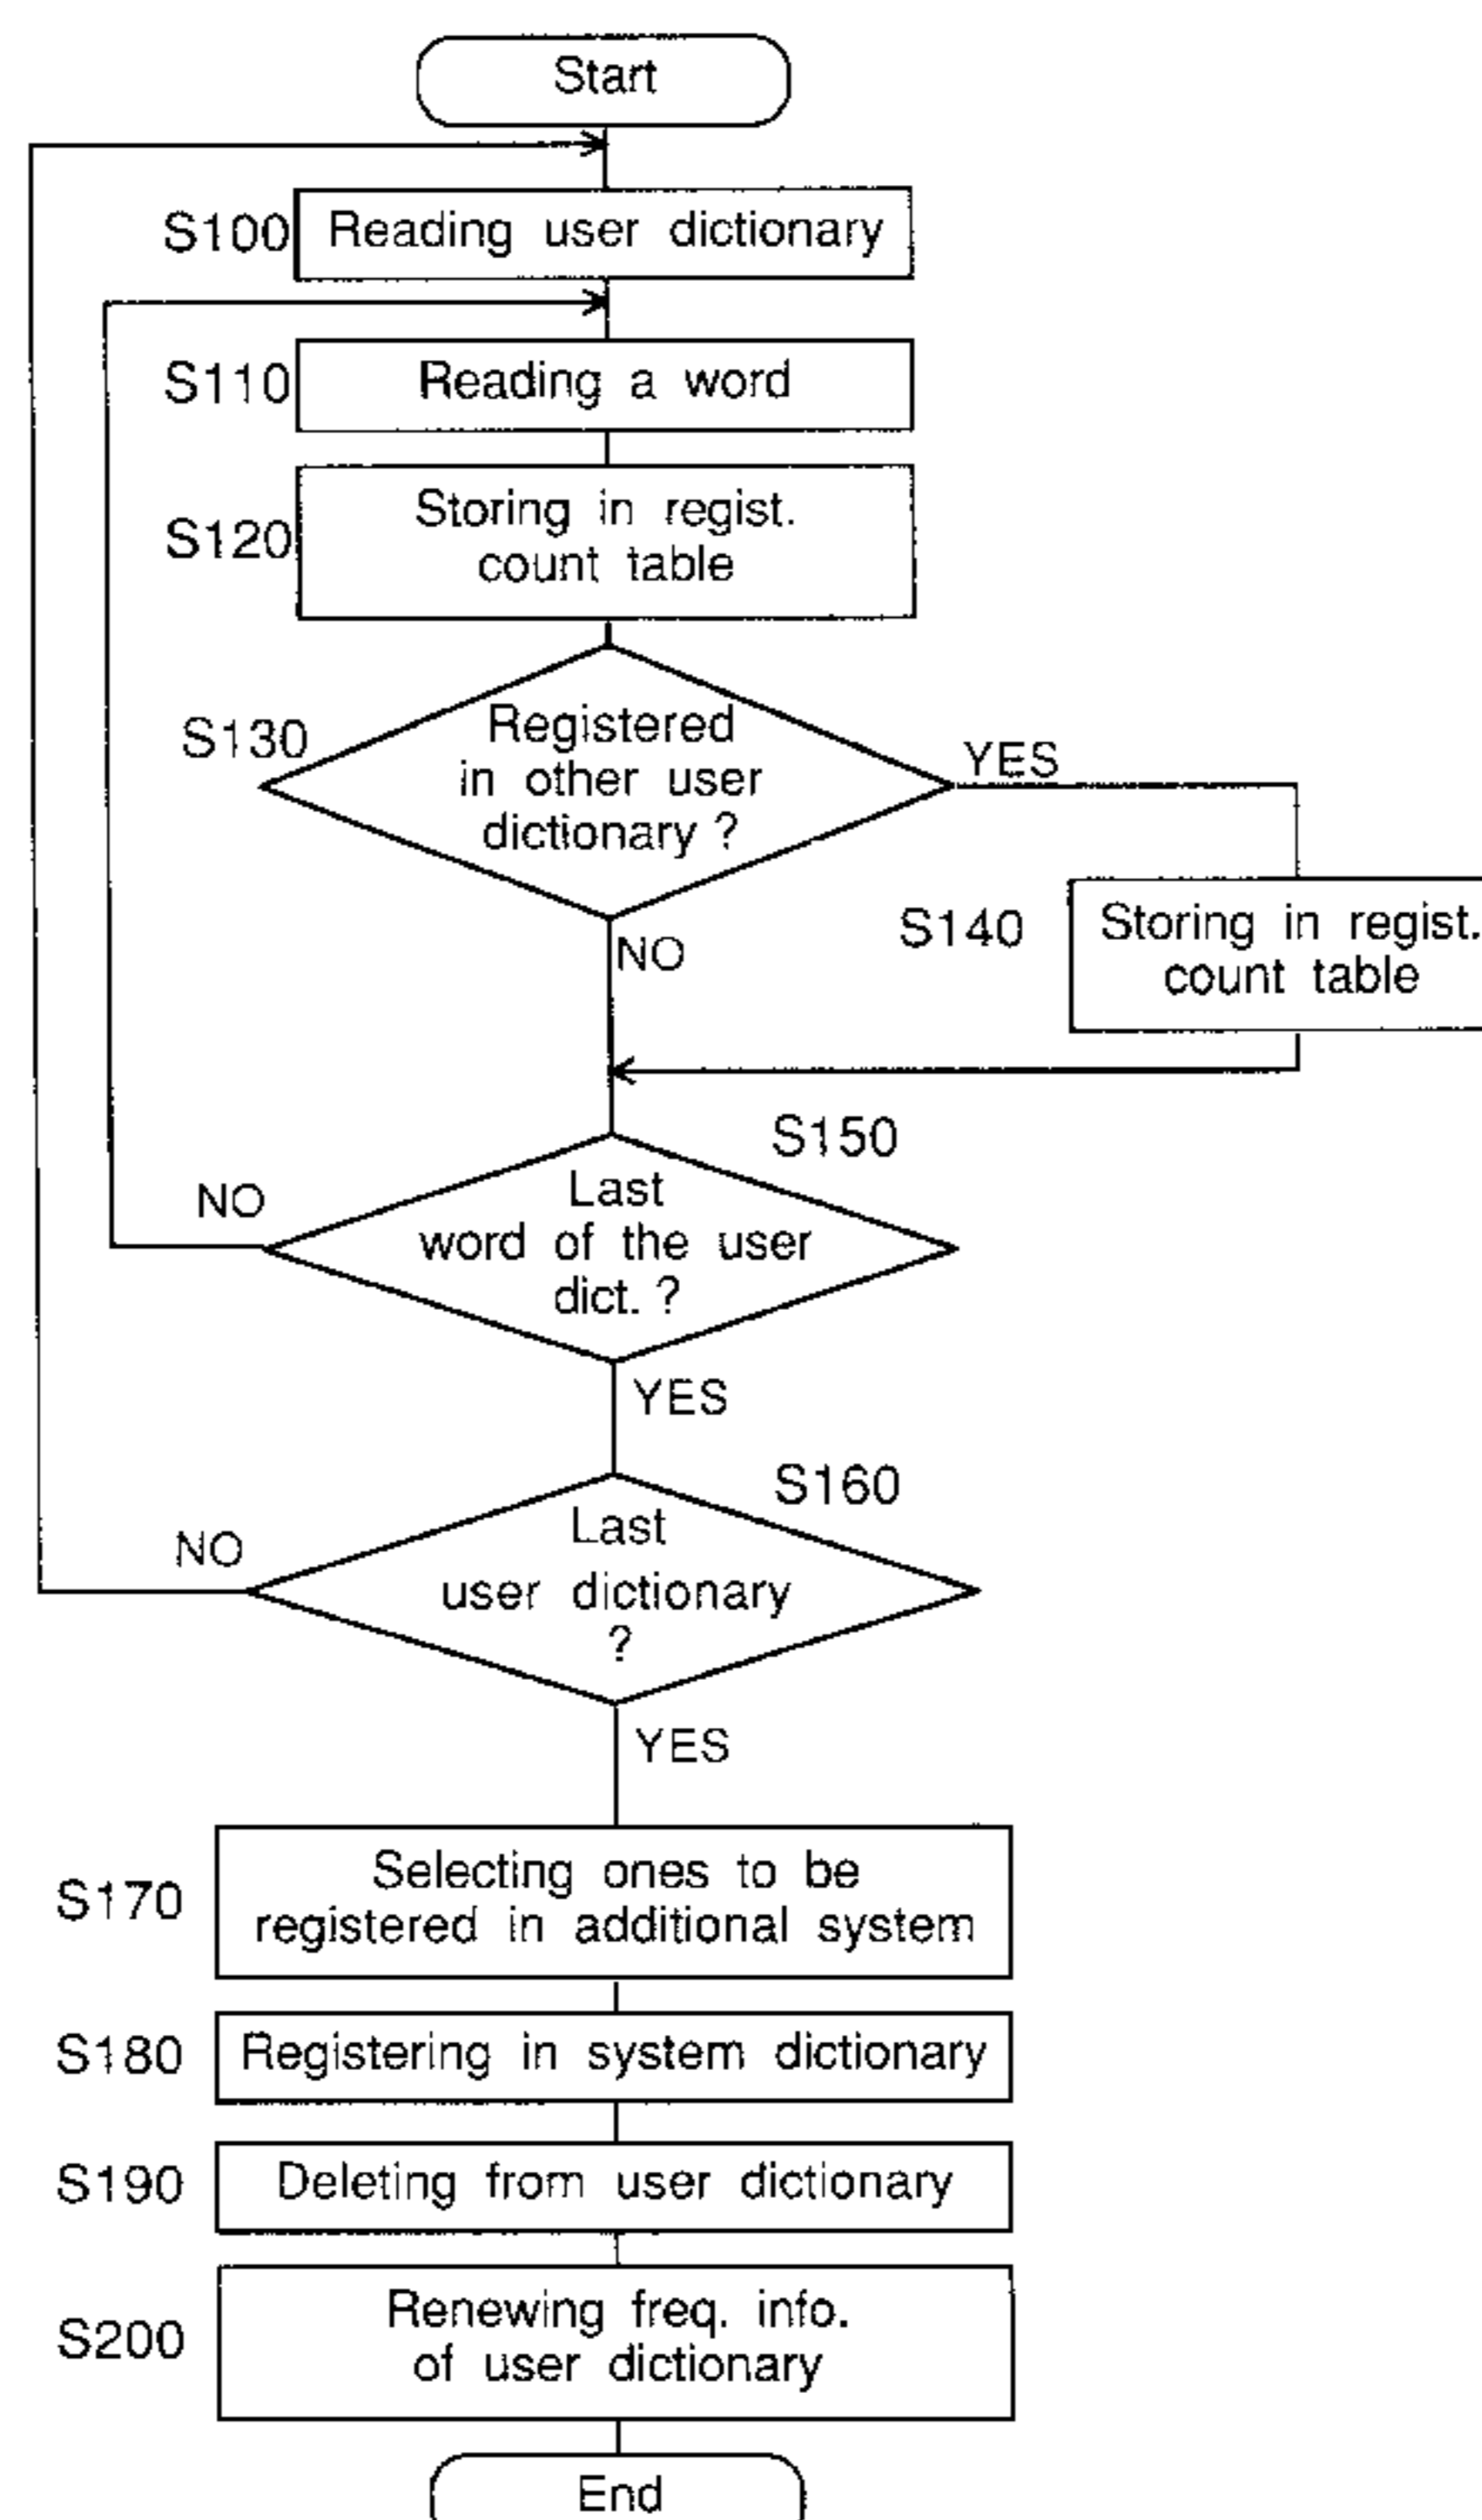 Start
S100 Reading user dictionary
S110 Reading a word
S120 Storing in regist.
count table
S130 Registered
in other user
dictionary ?
YES
NO
S140 Storing in regist.
count table
S150
Last
word of the user
dict. ?
NO
YES
S160
Last
user dictionary
?
NO
YES
S170 Selecting ones to be
registered in additional system
S180 Registering in system dictionary
S190 Deleting from user dictionary
S200 Renewing freq. info.
of user dictionary
End